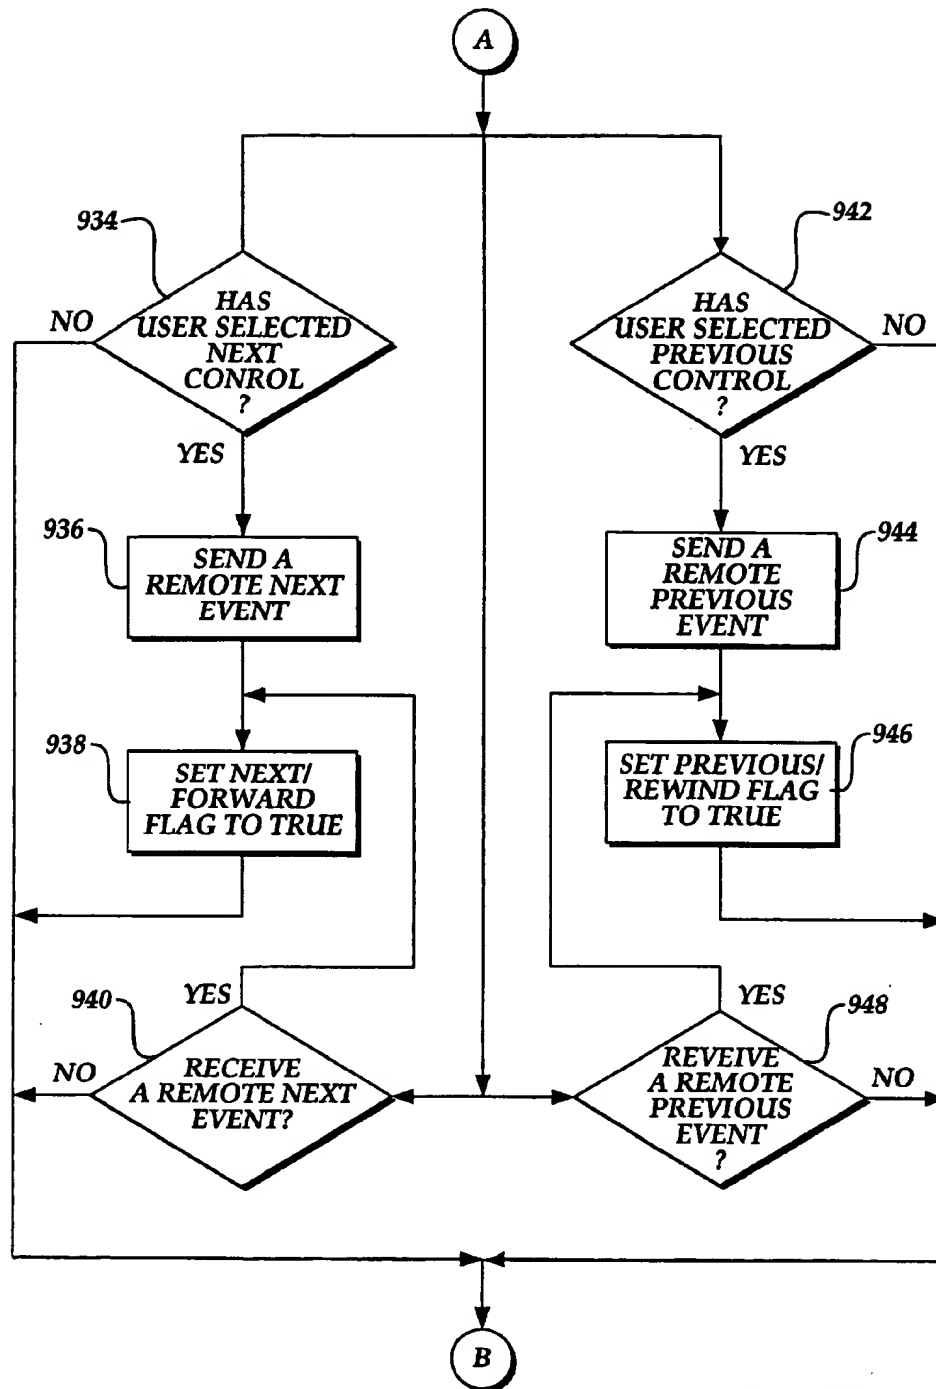 A
934
HAS
USER SELECTED
NEXT
CONROL
?
NO
YES
942
HAS
USER SELECTED
PREVIOUS
CONTROL
?
NO
YES
936
SEND A
REMOTE NEXT
EVENT
944
SEND A
REMOTE
PREVIOUS
EVENT
938
SET NEXT/
FORWARD
FLAG TO TRUE
946
SET PREVIOUS/
REWIND FLAG
TO TRUE
940
YES
NO
RECEIVE
A REMOTE NEXT
EVENT?
948
YES
NO
REVEIVE
A REMOTE
PREVIOUS
EVENT
?
B